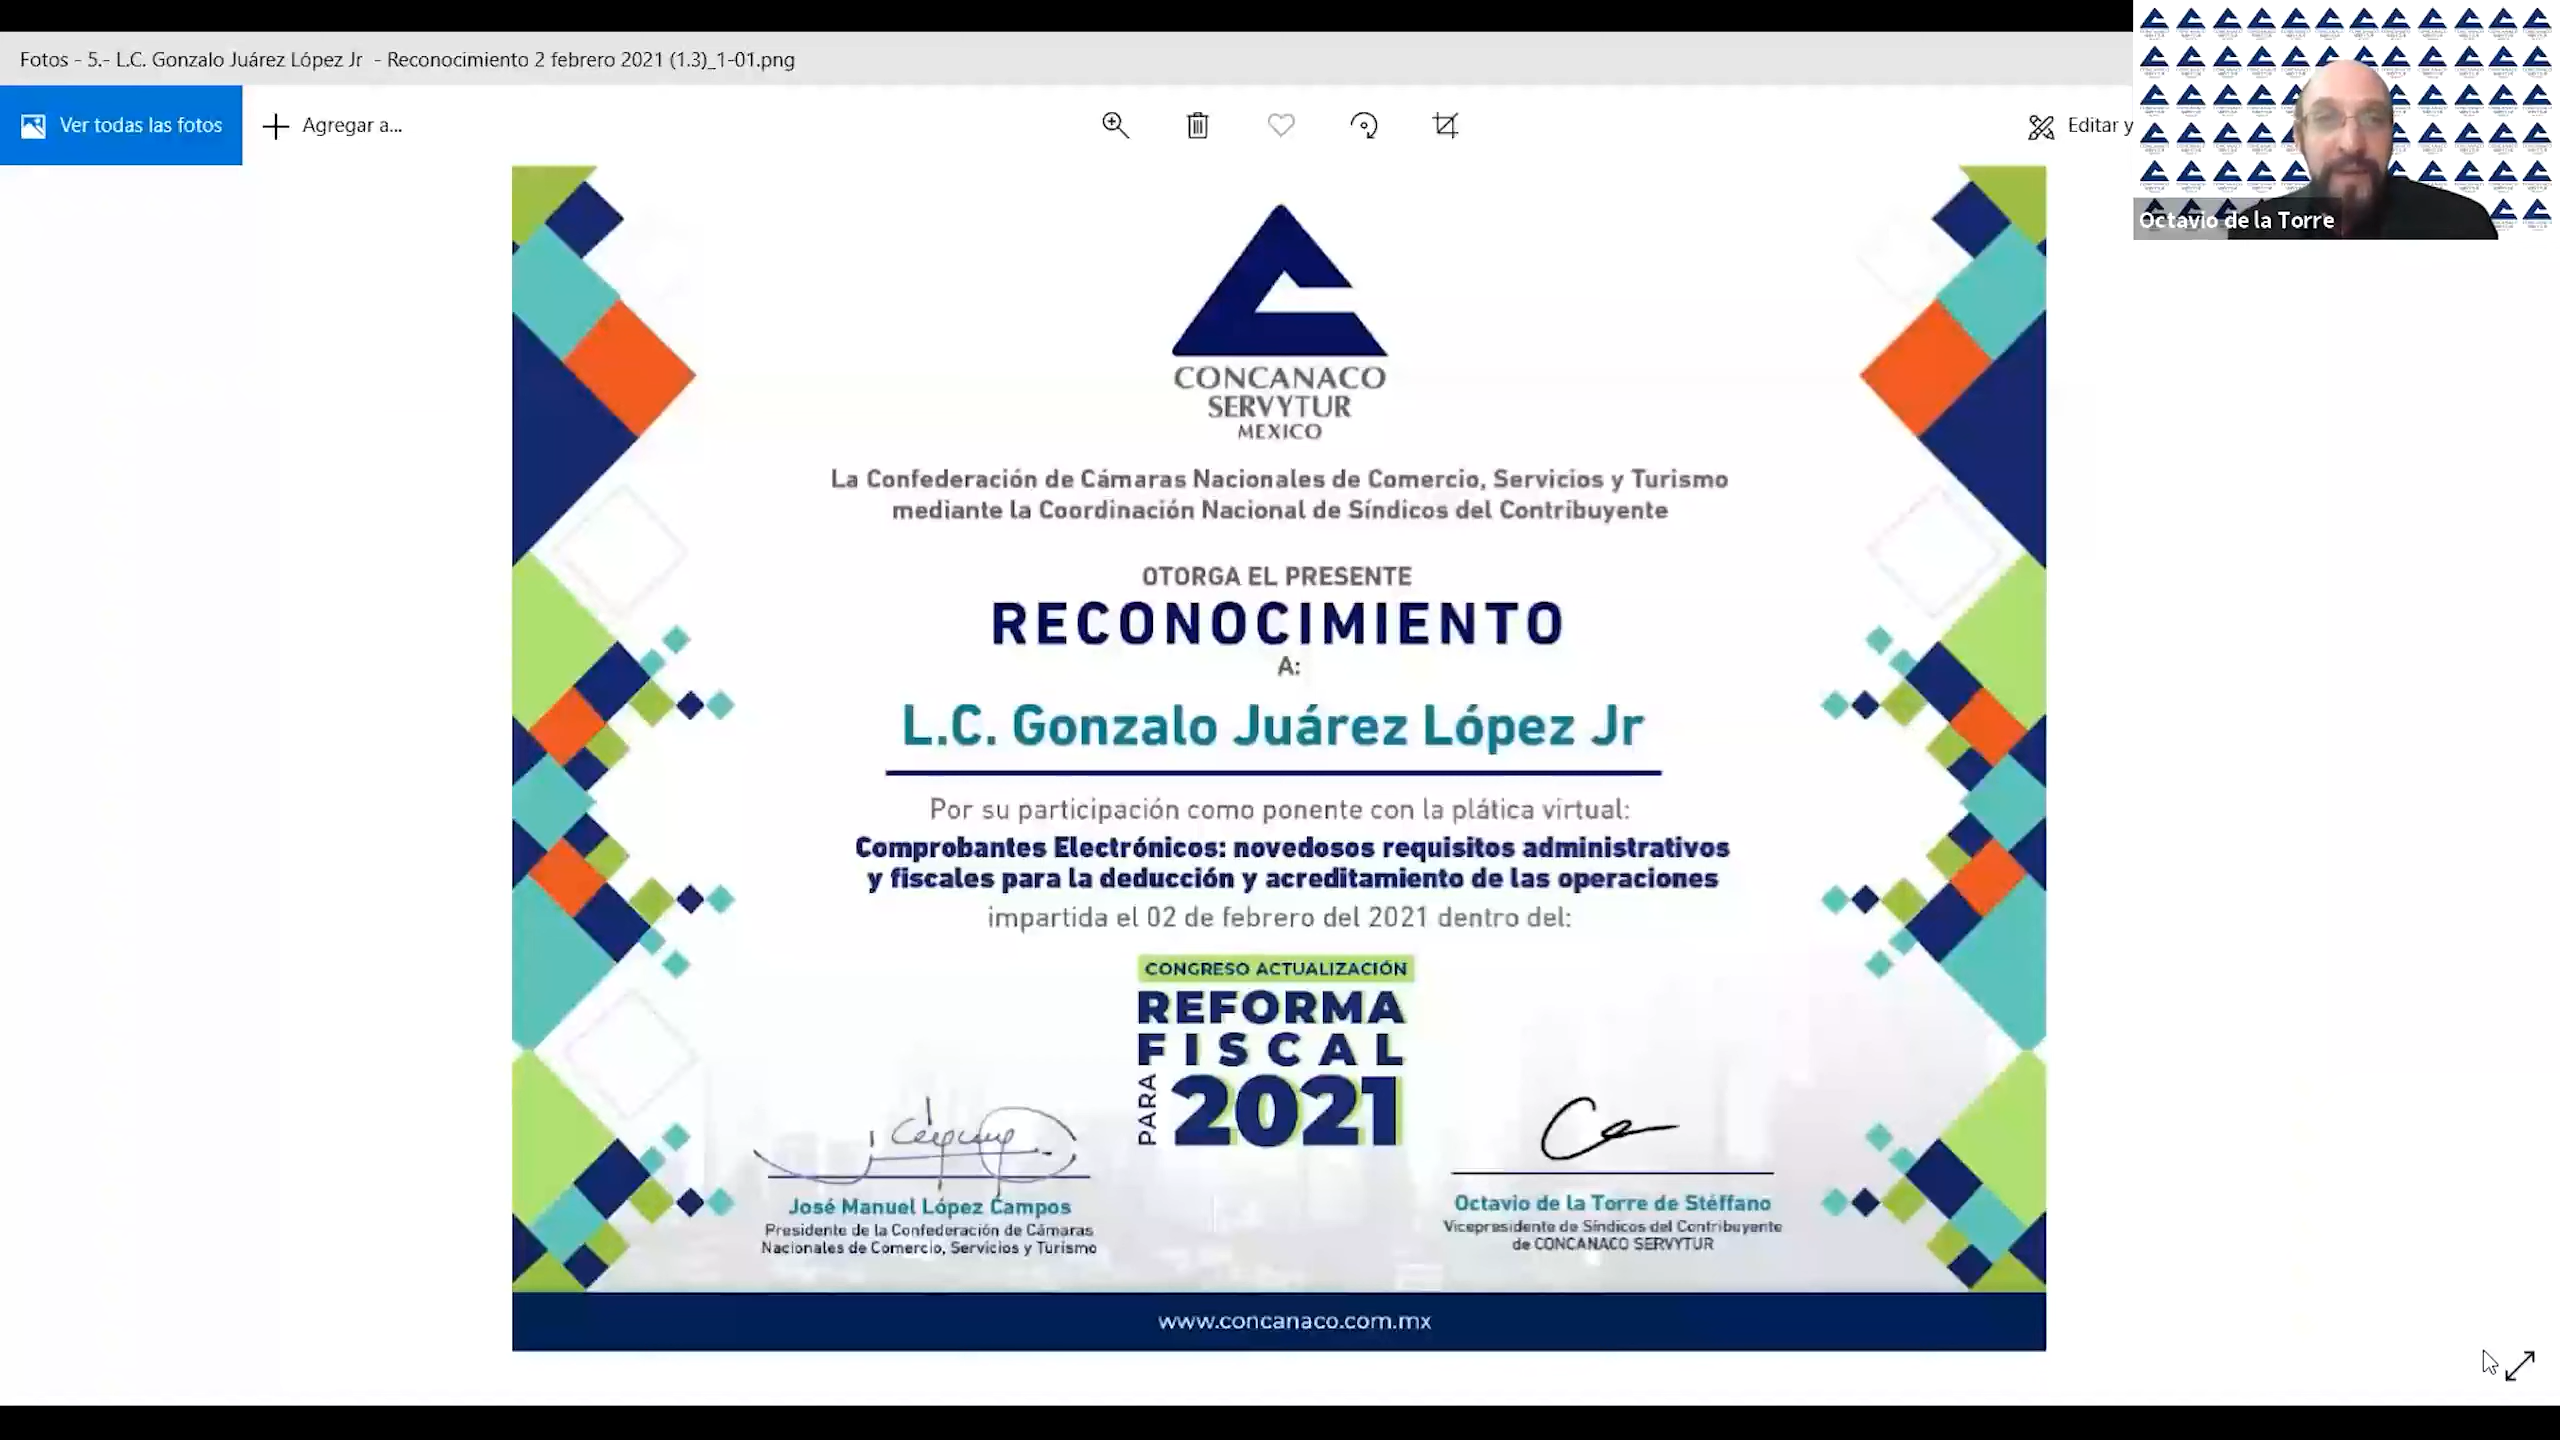 Fotos - 5.- L.C. Gonzalo Juárez López Jr - Reconocimiento 2 febrero 2021 (1.3)_1-01.png
Ver todas las fotos
Agregar a...
Editar y
Octavio de la Torre
CONCANACO
SERVYTUR
MEXICO
La Confederación de Cámaras Nacionales de Comercio, Servicios y Turismo
mediante la Coordinación Nacional de Síndicos del Contribuyente
OTORGA EL PRESENTE
RECONOCIMIENTO
A:
L.C. Gonzalo Juárez López Jr
Por su participación como ponente con la plática virtual:
Comprobantes Electrónicos: novedosos requisitos administrativos
y fiscales para la deducción y acreditamiento de las operaciones
impartida el 02 de febrero del 2021 dentro del:
CONGRESO ACTUALIZACIÓN
REFORMA
FISCAL
PARA 2021
José Manuel López Campos
Presidente de la Confederación de Cámaras
Nacionales de Comercio, Servicios y Turismo
Octavio de la Torre de Stéffano
Vicepresidente de Síndicos del Contribuyente
de CONCANACO SERVYTUR
www.concanaco.com.mx